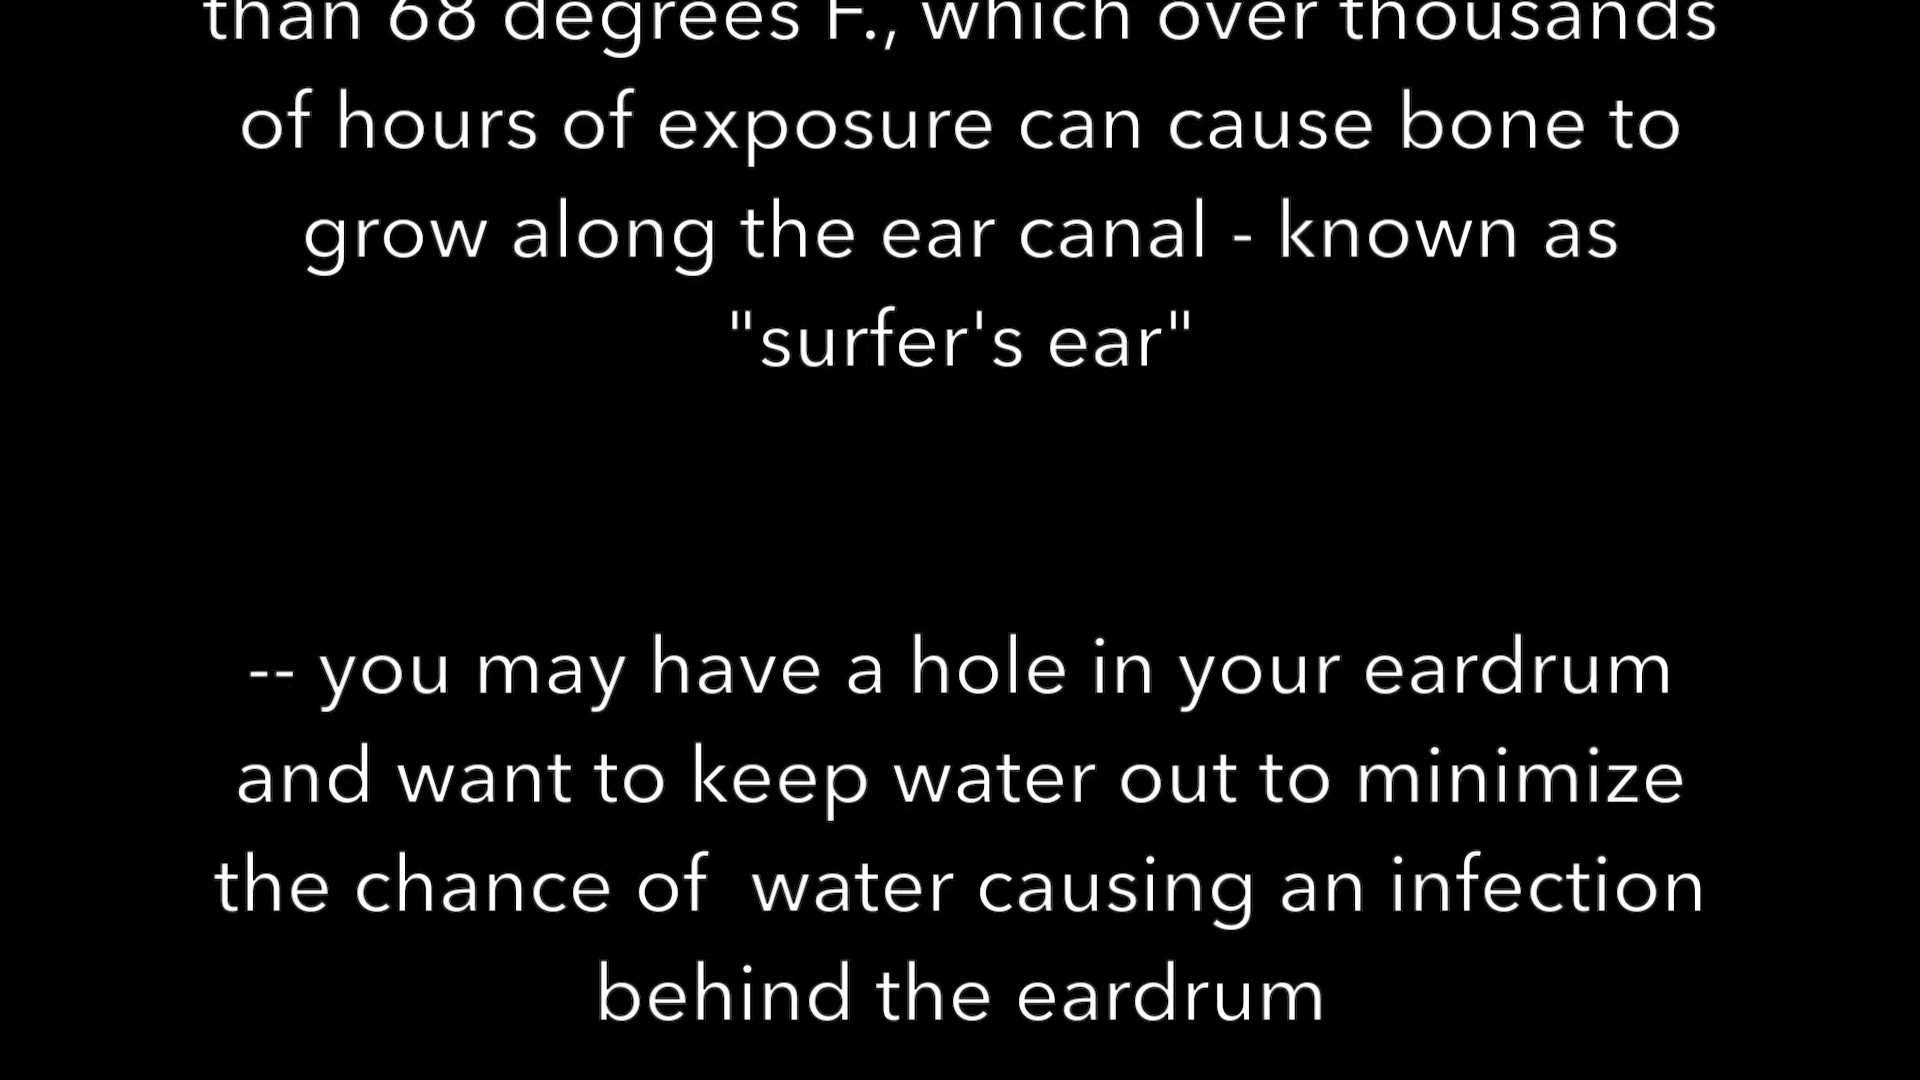 than 68 degrees F., which over thousands
of hours of exposure can cause bone to
grow along the ear canal - known as
"surfer's ear"
-- you may have a hole in your eardrum
and want to keep water out to minimize
the chance of  water causing an infection
behind the eardrum